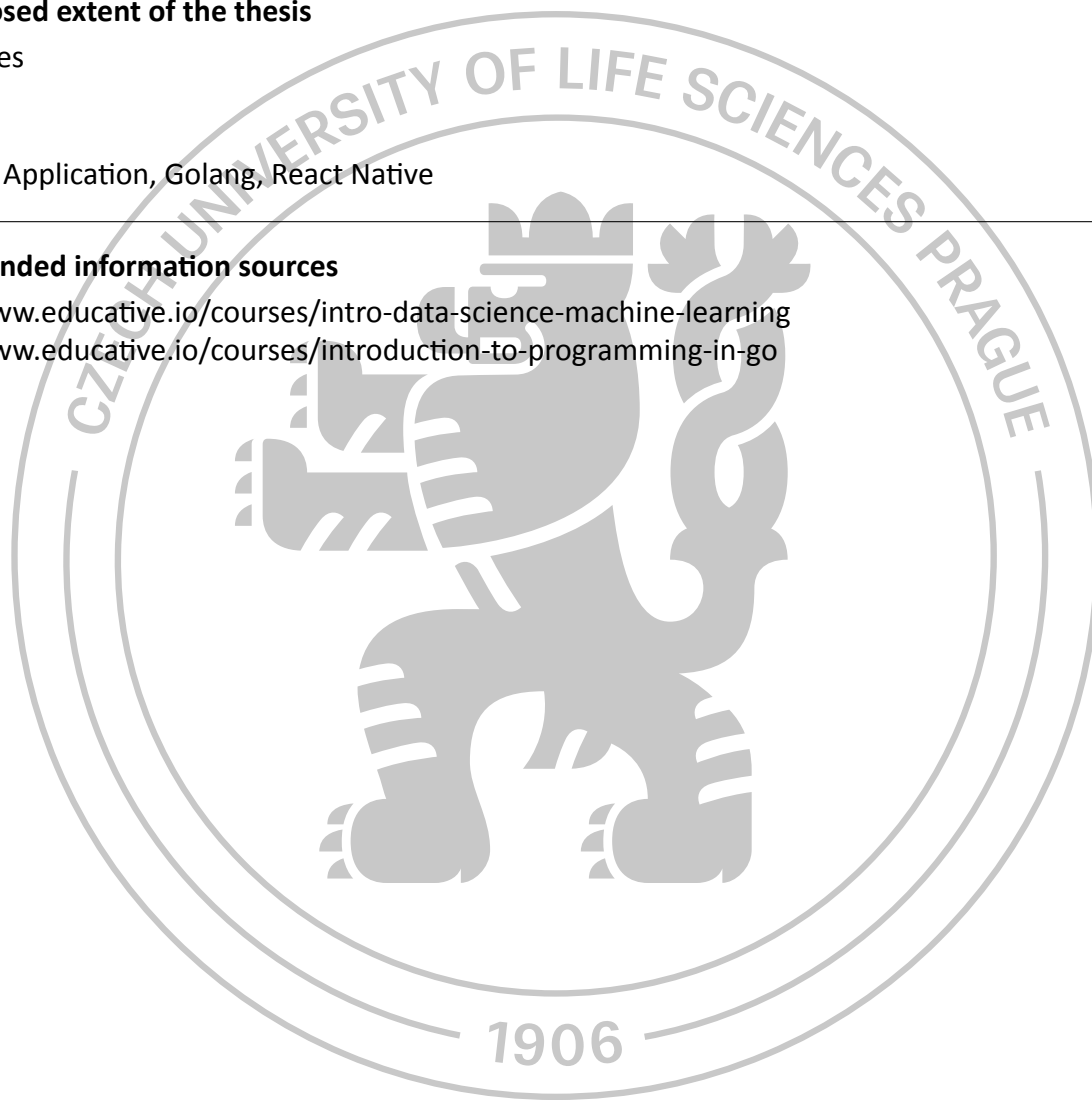 osed extent of the thesis
es
Application, Golang, React Native
nded information sources
ww.educative.io/courses/intro-data-science-machine-learning
ww.educative.io/courses/introduction-to-programming-in-go
CZECH UNIVERSITY OF LIFE SCIENCES PRAGUE
1906